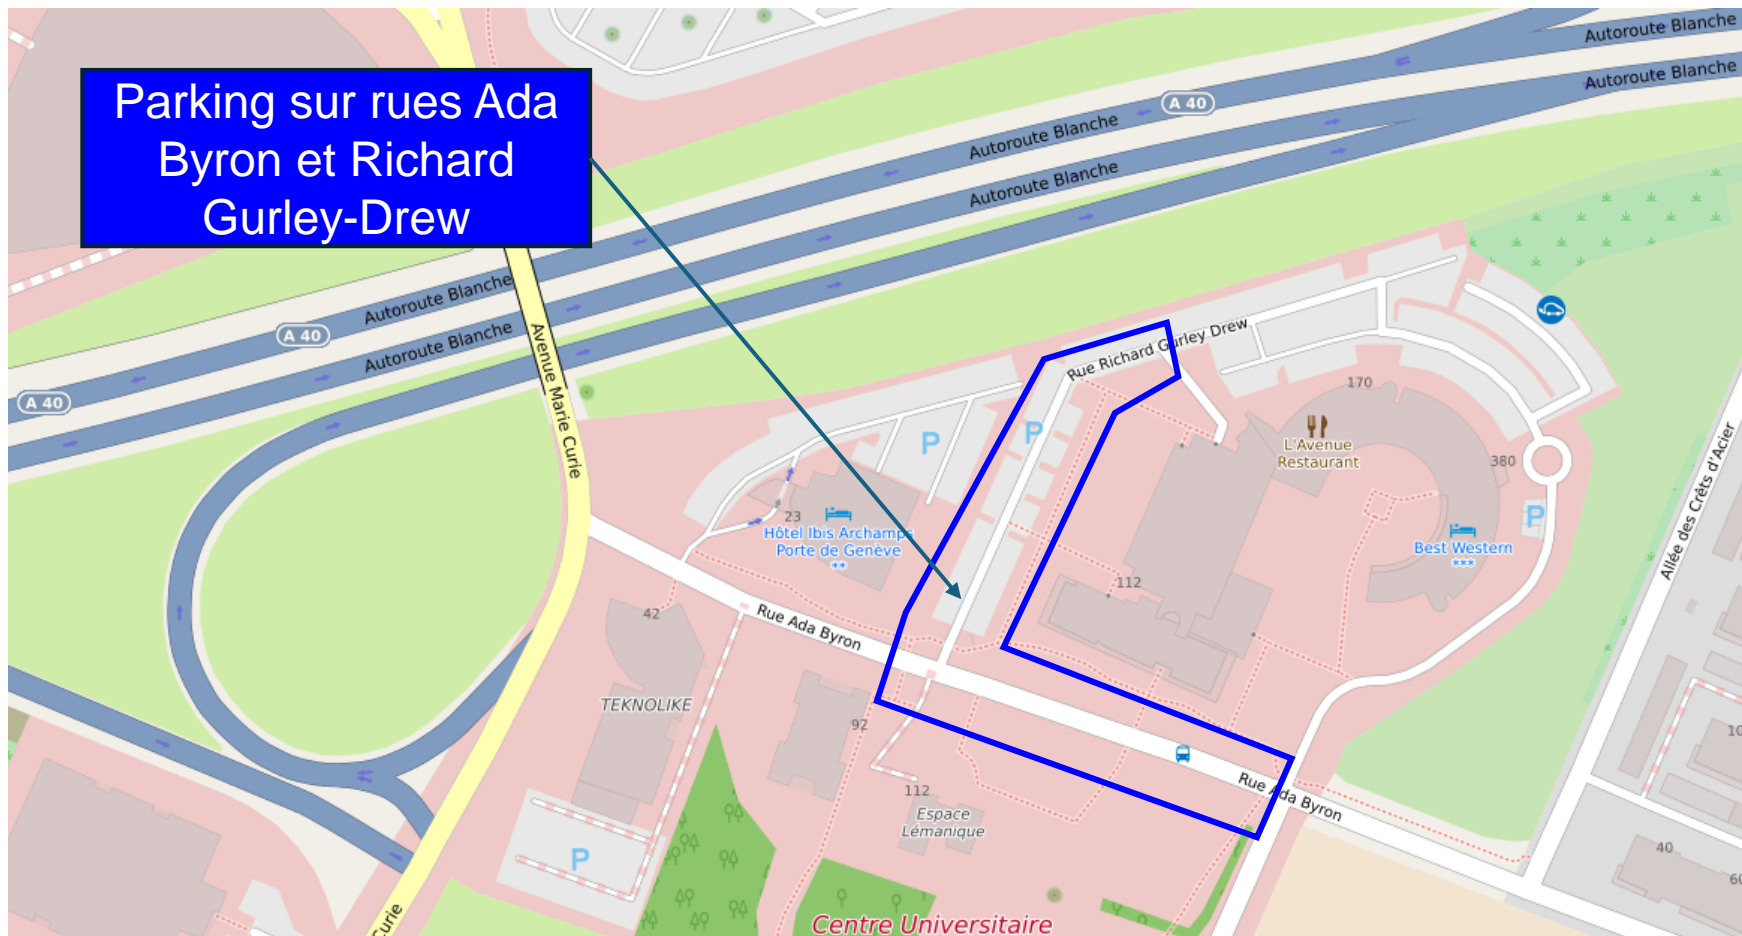 Parking sur rues Ada
Byron et Richard
Gurley-Drew
Autoroute Blanche
Autoroute Blanche
A 40
Autoroute Blanche
Autoroute Blanche
Autoroute Blanche
A 40
Autoroute Blanche
A 40
Avenue Marie Curie
Rue Richard Gurley Drew
170
P
P
L'Avenue
Restaurant
380
Allée des Crêts d'Acier
23
Hôtel Ibis Archamps
Porte de Genève
**
P
Best Western
***
112
42
Rue Ada Byron
TEKNOLIKE
92
112
Espace
Lémanique
Rue Ada Byron
10
P
40
60
Curie
Centre Universitaire